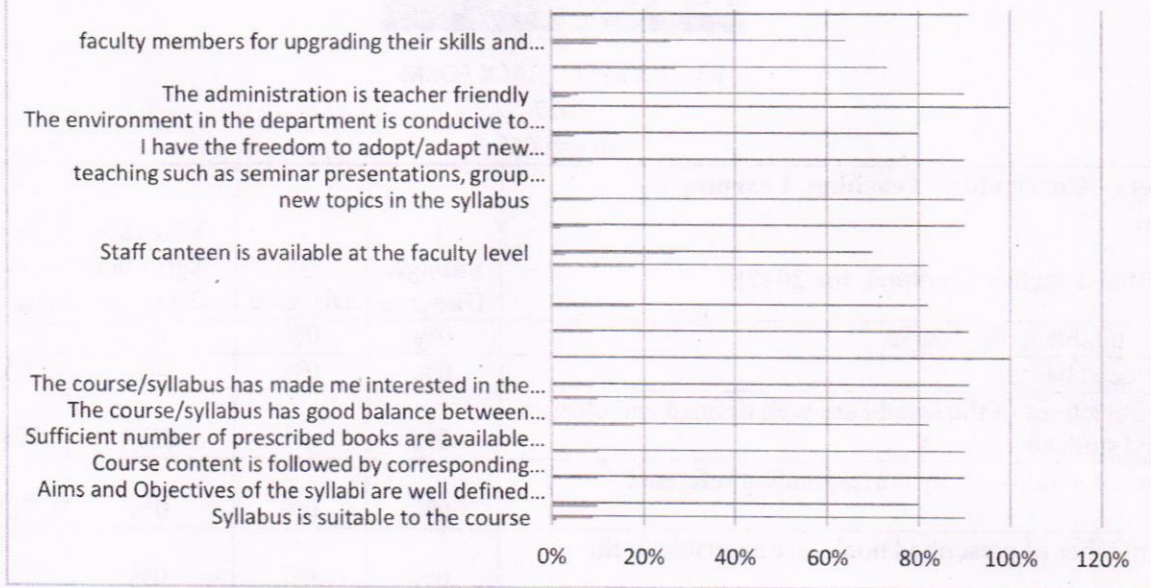 faculty members for upgrading their skills and...
The administration is teacher friendly
The environment in the department is conducive to...
I have the freedom to adopt/adapt new...
teaching such as seminar presentations, group...
new topics in the syllabus
Staff canteen is available at the faculty level
The course/syllabus has made me interested in the...
The course/syllabus has good balance between...
Sufficient number of prescribed books are available...
Course content is followed by corresponding...
Aims and Objectives of the syllabi are well defined...
Syllabus is suitable to the course
0% 20% 40% 60% 80% 100% 120%